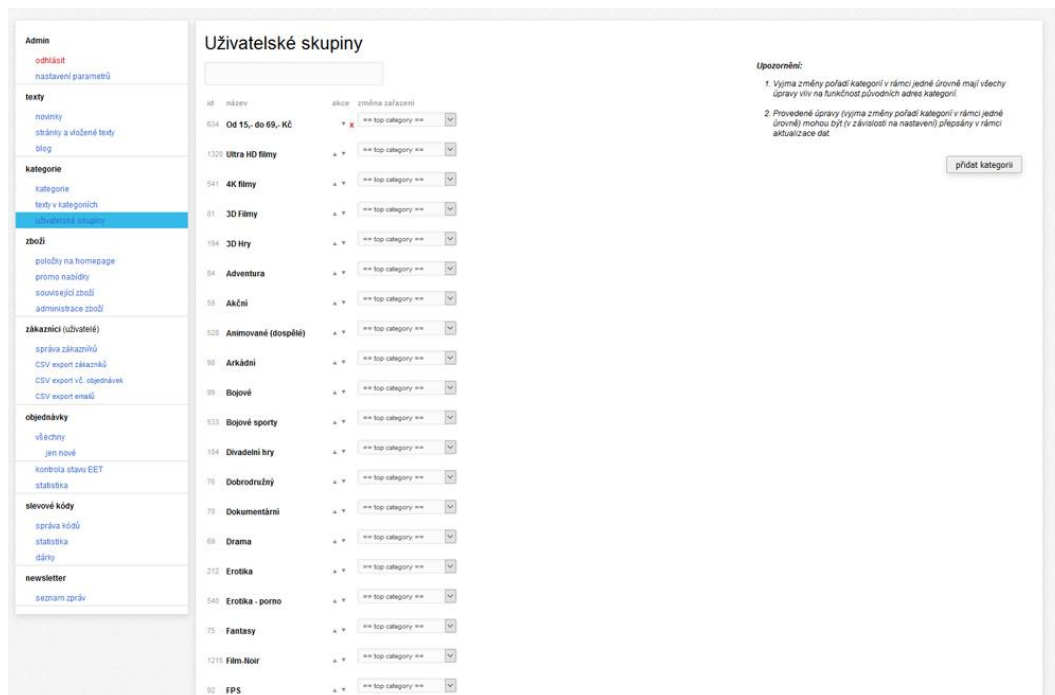 Admin
odhlásit
nastavení parametrů
texty
novinky
stránky a vložené texty
blog
kategorie
kategorie
texty v kategoriích
uživatelské skupiny
zboží
položky na homepage
promo nabídky
související zboží
administrace zboží
zákazníci (uživatelé)
správa zákazníků
CSV export zákazníků
CSV export vč. objednávek
CSV export emailů
objednávky
všechny
jen nové
kontrola stavu EET
statistika
slevové kódy
správa kódů
statistika
dárky
newsletter
seznam zpráv
Uživatelské skupiny
id název akce změna zařazení
634 Od 15,- do 69,- Kč ▼ x == top category ==
1320 Ultra HD filmy ▲ ▼ == top category ==
541 4K filmy ▲ ▼ == top category ==
81 3D Filmy ▲ ▼ == top category ==
194 3D Hry ▲ ▼ == top category ==
84 Adventura ▲ ▼ == top category ==
59 Akční ▲ ▼ == top category ==
528 Animované (dospělé) ▲ ▼ == top category ==
98 Arkádní ▲ ▼ == top category ==
99 Bojové ▲ ▼ == top category ==
533 Bojové sporty ▲ ▼ == top category ==
184 Divadelní hry ▲ ▼ == top category ==
76 Dobrodružný ▲ ▼ == top category ==
70 Dokumentární ▲ ▼ == top category ==
69 Drama ▲ ▼ == top category ==
212 Erotika ▲ ▼ == top category ==
540 Erotika - porno ▲ ▼ == top category ==
75 Fantasy ▲ ▼ == top category ==
1215 Film-Noir ▲ ▼ == top category ==
92 FPS ▲ ▼ == top category ==
Upozornění:
1. Vyjma změny pořadí kategorií v rámci jedné úrovně mají všechy
úpravy vliv na funkčnost původních adres kategorií.
2. Provedené úpravy (vyjma změny pořadí kategorií v rámci jedné
úrovně) mohou být (v závislosti na nastavení) přepsány v rámci
aktualizace dat.
přidat kategorii